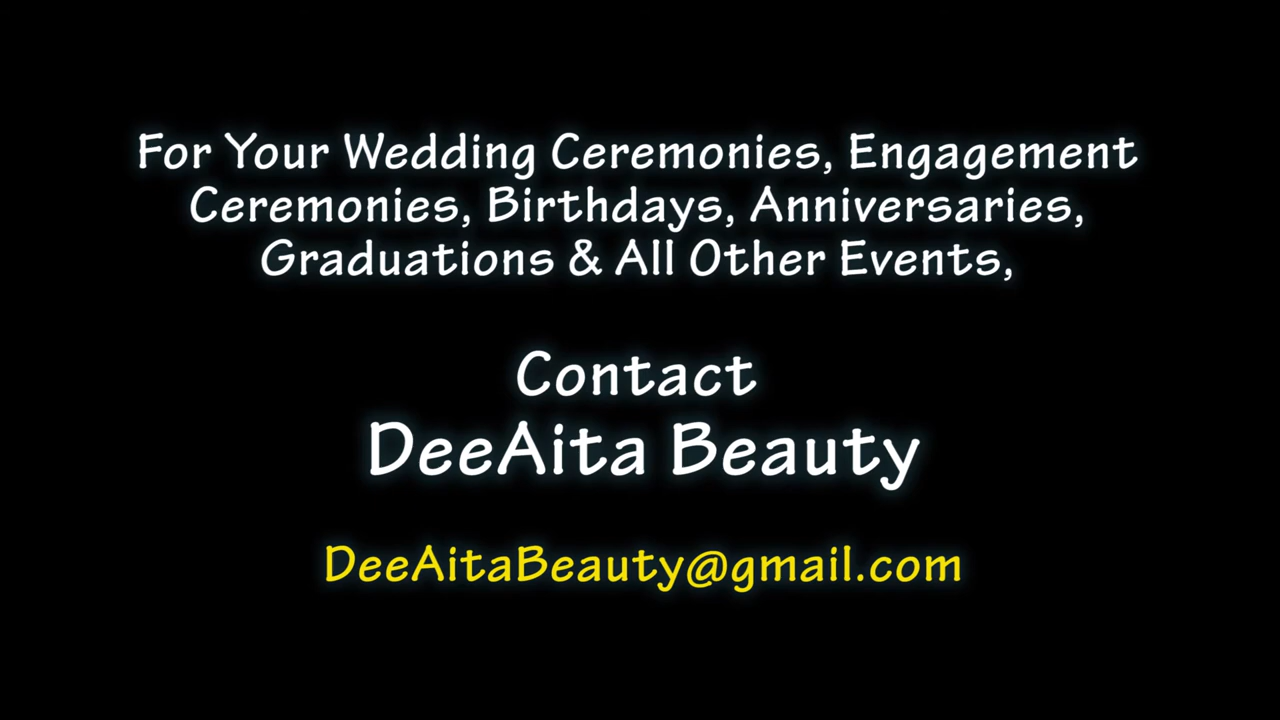 For Your Wedding Ceremonies, Engagement
Ceremonies, Birthdays, Anniversaries,
Graduations & All Other Events,
Contact
DeeAita Beauty
DeeAitaBeauty@gmail.com